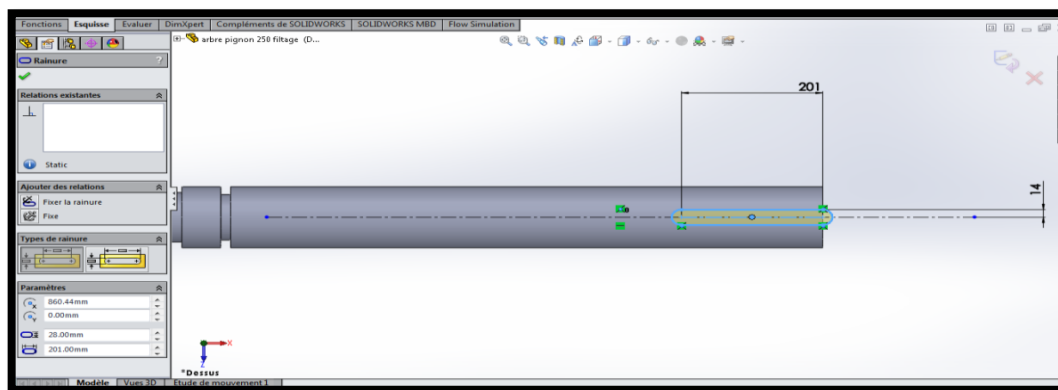 Fonctions Esquisse Evaluer DimXpert Compléments de SOLIDWORKS SOLIDWORKS MBD Flow Simulation
arbre pignon 250 filtage (D...
Rainure ?
Relations existantes
Static
Ajouter des relations
Fixer la rainure
Fixe
Types de rainure
Paramètres
860.44mm
0.00mm
28.00mm
201.00mm
201
14
X
Z
*Dessus
Modèle Vues 3D Etude de mouvement 1